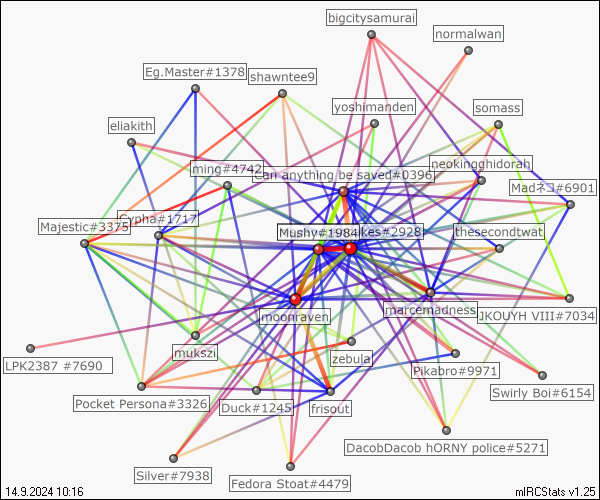 bigcitysamurai
normalwan
Eg.Master#1378
shawntee9
yoshimanden
somass
eliakith
ming#4742
neokingghidorah
Can anything be saved#0396
Madネコ#6901
Majestic#3375
Cypha#1717
Mushy#1984
kes#2928
thesecondtwat
moonraven
marcemadness
JKOUYH VIII#7034
mukszi
zebula
LPK2387 #7690
Pikabro#9971
Swirly Boi#6154
Pocket Persona#3326
Duck#1245
frisout
DacobDacob hORNY police#5271
Silver#7938
Fedora Stoat#4479
14.9.2024 10:16
mIRCStats v1.25